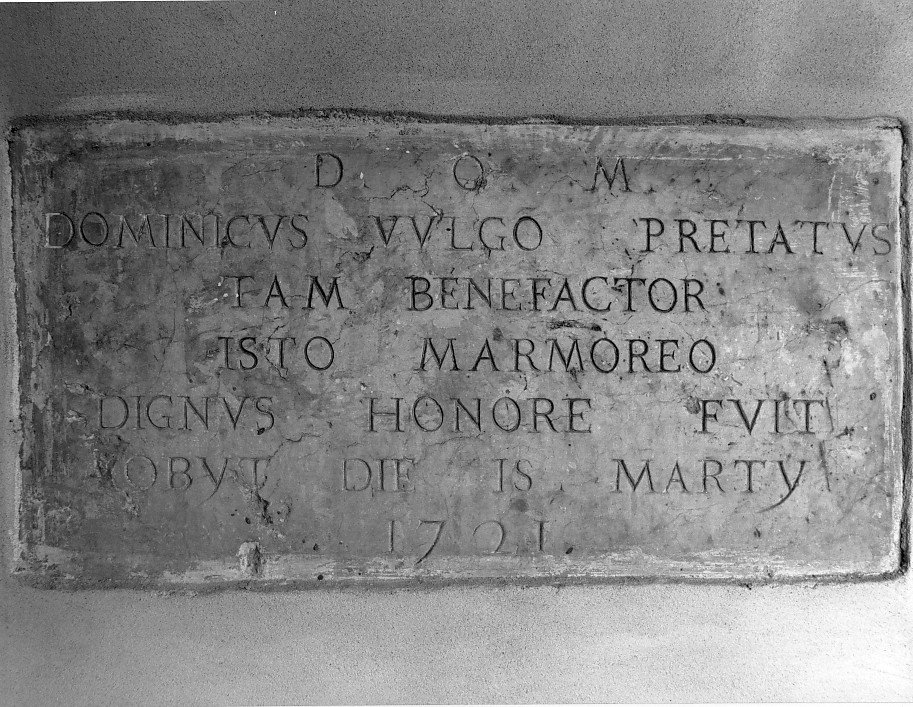 D. O. M.
DOMINICVS VVLGO PRETATVS
TAM BENEFACTOR
ISTO MARMOREO
DIGNVS HONORE FVIT
OBYT DIE IS MARTY
1721